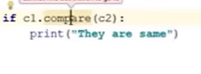 if c1.compare(c2):
print("They are same")